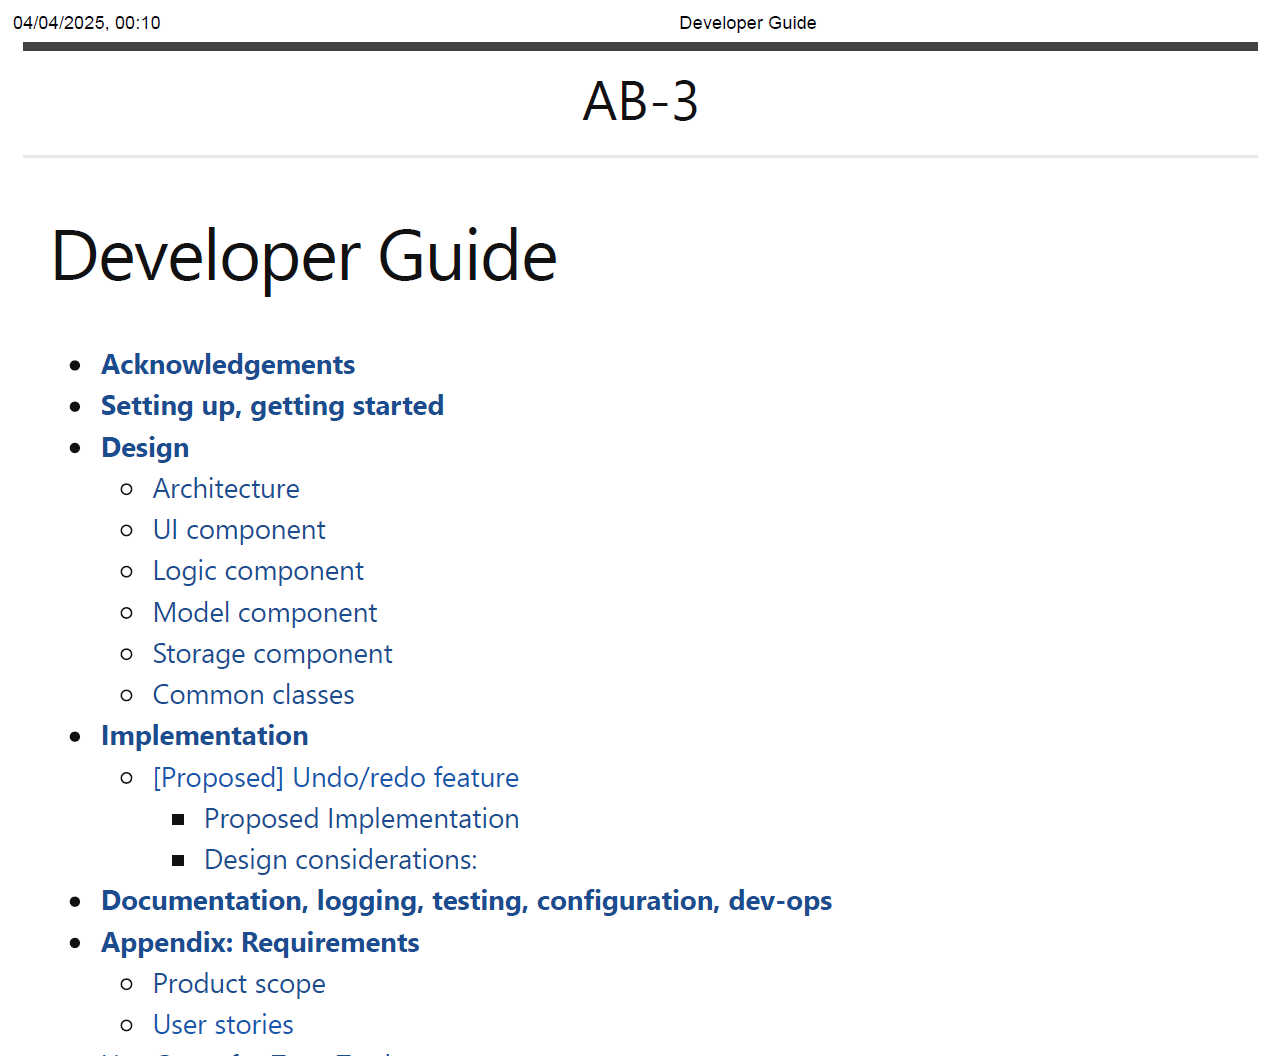 04/04/2025, 00:10 Developer Guide
AB-3
Developer Guide
Acknowledgements
Setting up, getting started
Design
Architecture
UI component
Logic component
Model component
Storage component
Common classes
Implementation
[Proposed] Undo/redo feature
Proposed Implementation
Design considerations:
Documentation, logging, testing, configuration, dev-ops
Appendix: Requirements
Product scope
User stories